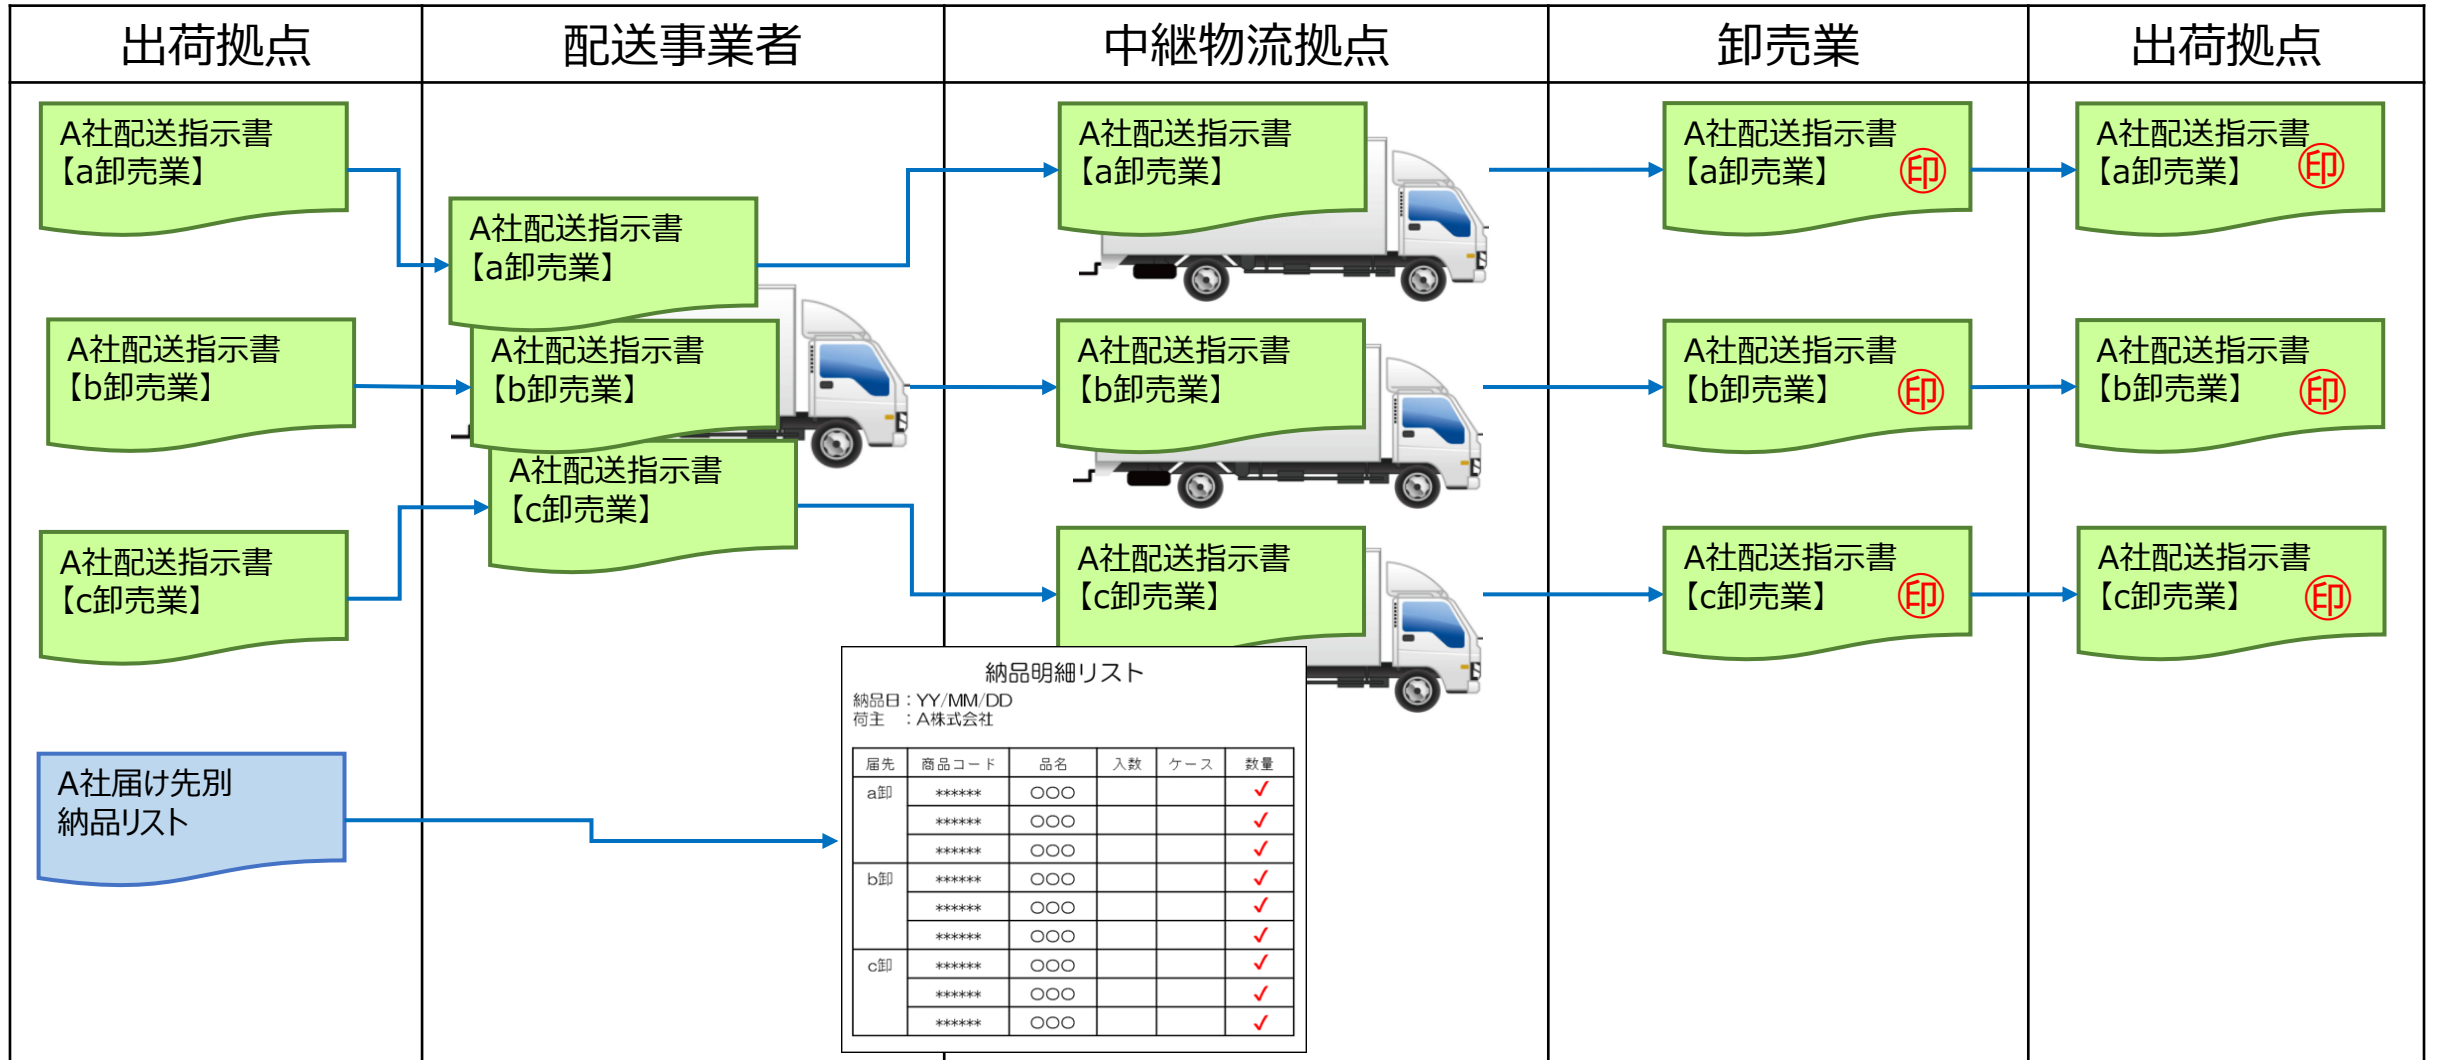 出荷拠点
配送事業者
中継物流拠点
卸売業
出荷拠点
A社配送指示書
【a卸売業】
A社配送指示書
【b卸売業】
A社配送指示書
【c卸売業】
A社届け先別
納品リスト
A社配送指示書
【a卸売業】
A社配送指示書
【b卸売業】
A社配送指示書
【c卸売業】
A社配送指示書
【a卸売業】
A社配送指示書
【b卸売業】
A社配送指示書
【c卸売業】
納品明細リスト
納品日：YY/MM/DD
荷主　：A株式会社
届先 商品コード 品名 入数 ケース 数量
a卸 ****** 〇〇〇 ✓
****** 〇〇〇 ✓
****** 〇〇〇 ✓
b卸 ****** 〇〇〇 ✓
****** 〇〇〇 ✓
****** 〇〇〇 ✓
c卸 ****** 〇〇〇 ✓
****** 〇〇〇 ✓
****** 〇〇〇 ✓
A社配送指示書
【a卸売業】 ㊞
A社配送指示書
【b卸売業】 ㊞
A社配送指示書
【c卸売業】 ㊞
A社配送指示書
【a卸売業】 ㊞
A社配送指示書
【b卸売業】 ㊞
A社配送指示書
【c卸売業】 ㊞